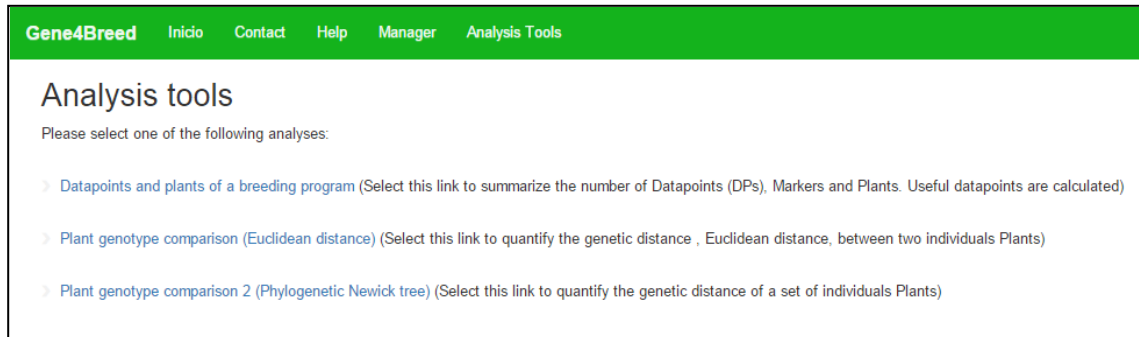 Gene4Breed Inicio Contact Help Manager Analysis Tools
Analysis tools
Please select one of the following analyses:
Datapoints and plants of a breeding program (Select this link to summarize the number of Datapoints (DPs), Markers and Plants. Useful datapoints are calculated)
Plant genotype comparison (Euclidean distance) (Select this link to quantify the genetic distance , Euclidean distance, between two individuals Plants)
Plant genotype comparison 2 (Phylogenetic Newick tree) (Select this link to quantify the genetic distance of a set of individuals Plants)